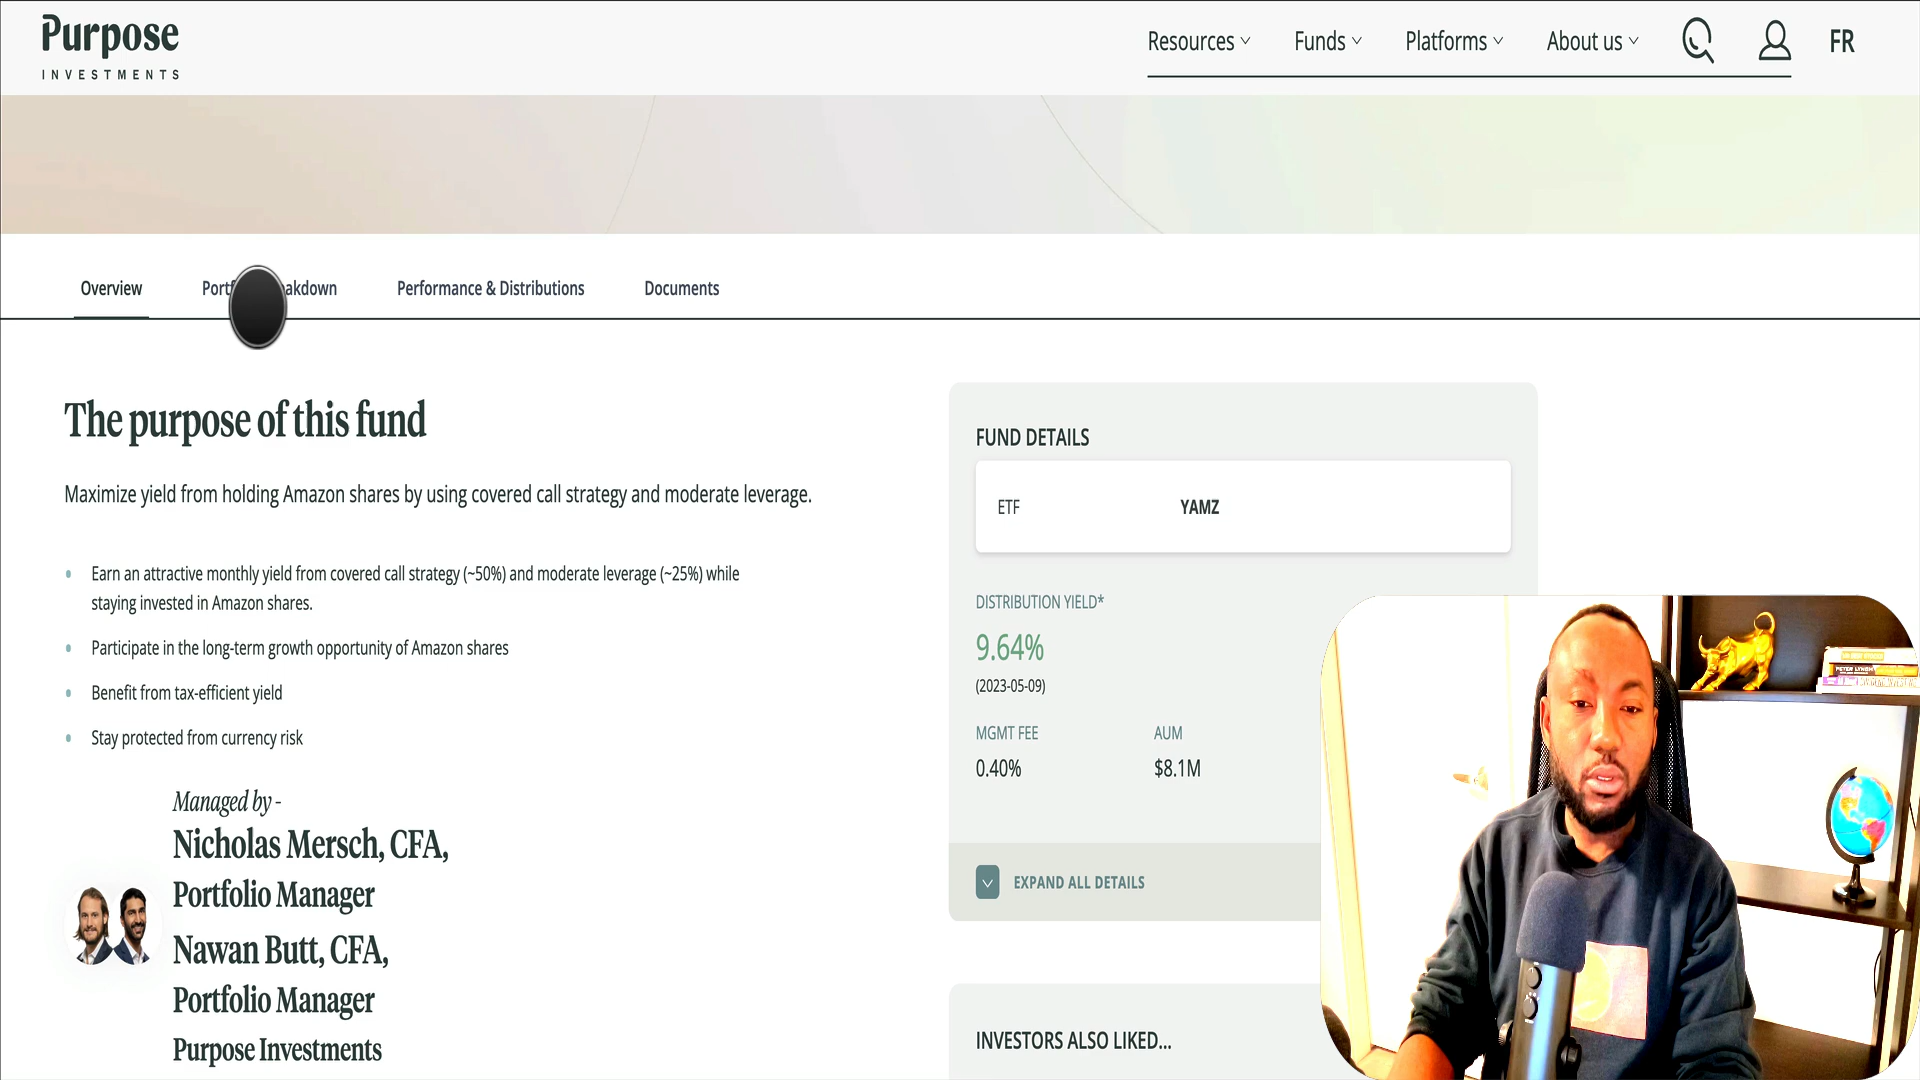 Purpose
INVESTMENTS
Resources
Funds
Platforms
About us
FR
Overview
Performance & Distributions
Documents
The purpose of this fund
Maximize yield from holding Amazon shares by using covered call strategy and moderate leverage.
Earn an attractive monthly yield from covered call strategy (~50%) and moderate leverage (~25%) while
staying invested in Amazon shares.
Participate in the long-term growth opportunity of Amazon shares
Benefit from tax-efficient yield
Stay protected from currency risk
Managed by -
Nicholas Mersch, CFA,
Portfolio Manager
Nawan Butt, CFA,
Portfolio Manager
Purpose Investments
FUND DETAILS
ETF YAMZ
DISTRIBUTION YIELD*
9.64%
(2023-05-09)
MGMT FEE AUM
0.40% $8.1M
EXPAND ALL DETAILS
INVESTORS ALSO LIKED...
PETER LYNCH